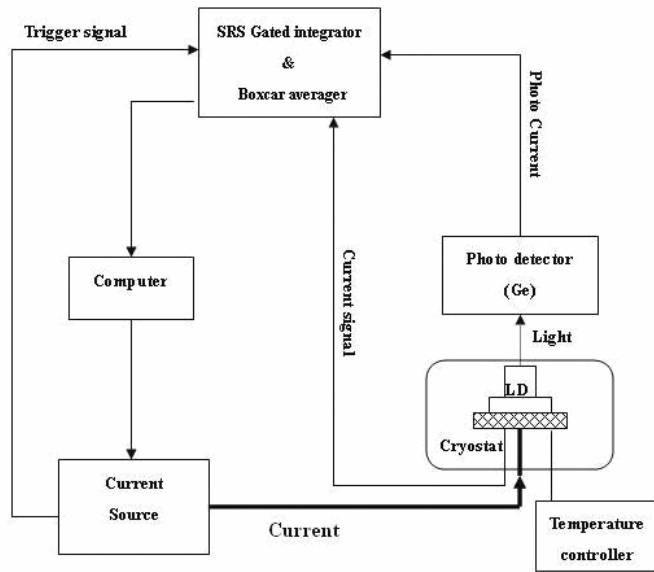 Trigger signal
SRS Gated integrator
&
Boxcar averager
Photo Current
Computer
Current signal
Photo detector
(Ge)
Light
LD
Cryostat
Current
Source
Current
Temperature
controller